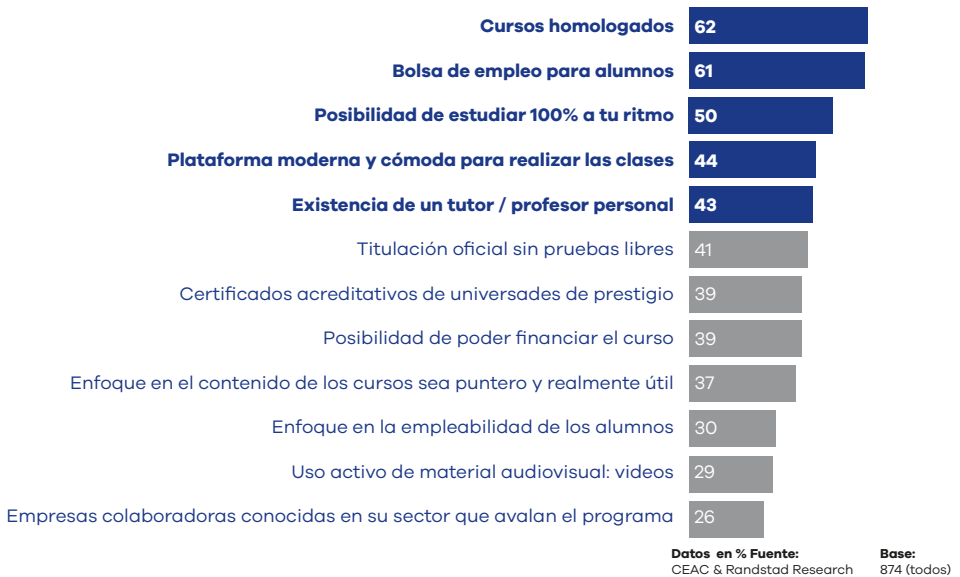 Cursos homologados 62
Bolsa de empleo para alumnos 61
Posibilidad de estudiar 100% a tu ritmo 50
Plataforma moderna y cómoda para realizar las clases 44
Existencia de un tutor / profesor personal 43
Titulación oficial sin pruebas libres 41
Certificados acreditativos de universades de prestigio 39
Posibilidad de poder financiar el curso 39
Enfoque en el contenido de los cursos sea puntero y realmente útil 37
Enfoque en la empleabilidad de los alumnos 30
Uso activo de material audiovisual: videos 29
Empresas colaboradoras conocidas en su sector que avalan el programa 26
Datos en % Fuente: Base:
CEAC & Randstad Research 874 (todos)